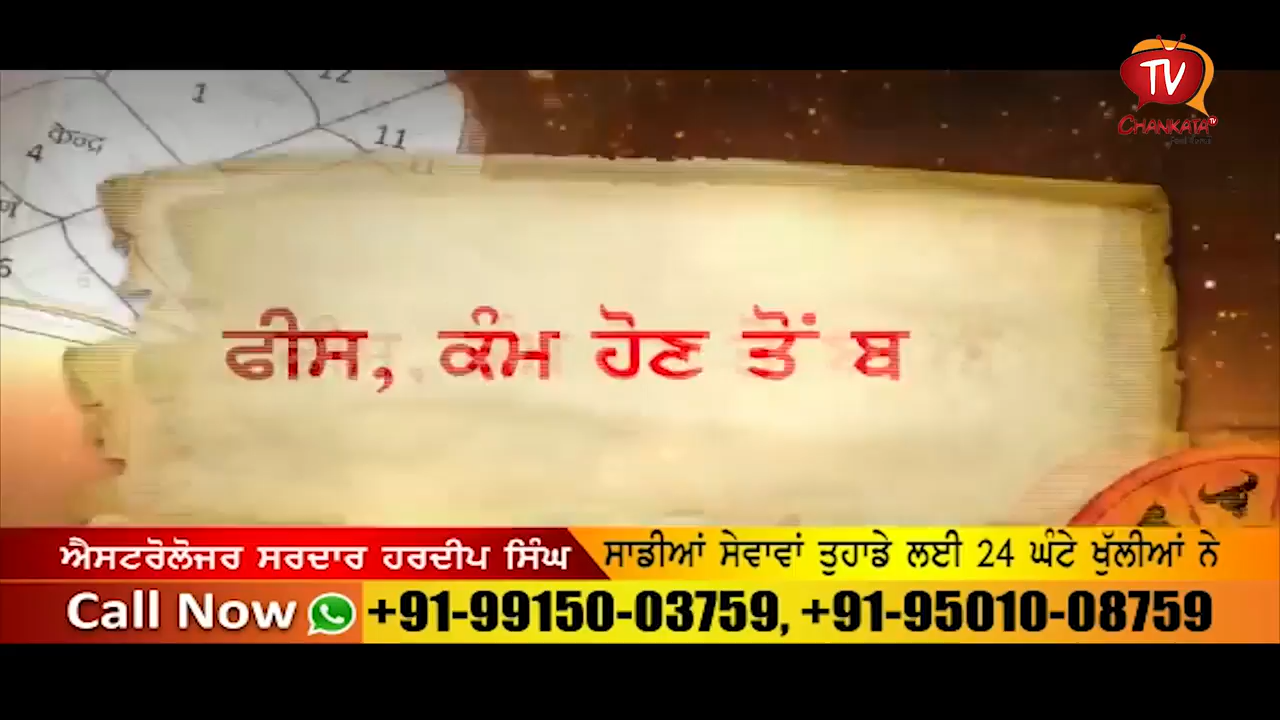 TV
CHANKATA TV
1
12
11
केन्द्र
4
6
ਫੀਸ, ਕੰਮ ਹੋਣ ਤੋਂ ਬ
ਐਸਟਰੋਲੋਜਰ ਸਰਦਾਰ ਹਰਦੀਪ ਸਿੰਘ ਸਾਡੀਆਂ ਸੇਵਾਵਾਂ ਤੁਹਾਡੇ ਲਈ 24 ਘੰਟੇ ਖੁੱਲੀਆਂ ਨੇ
Call Now +91-99150-03759, +91-95010-08759